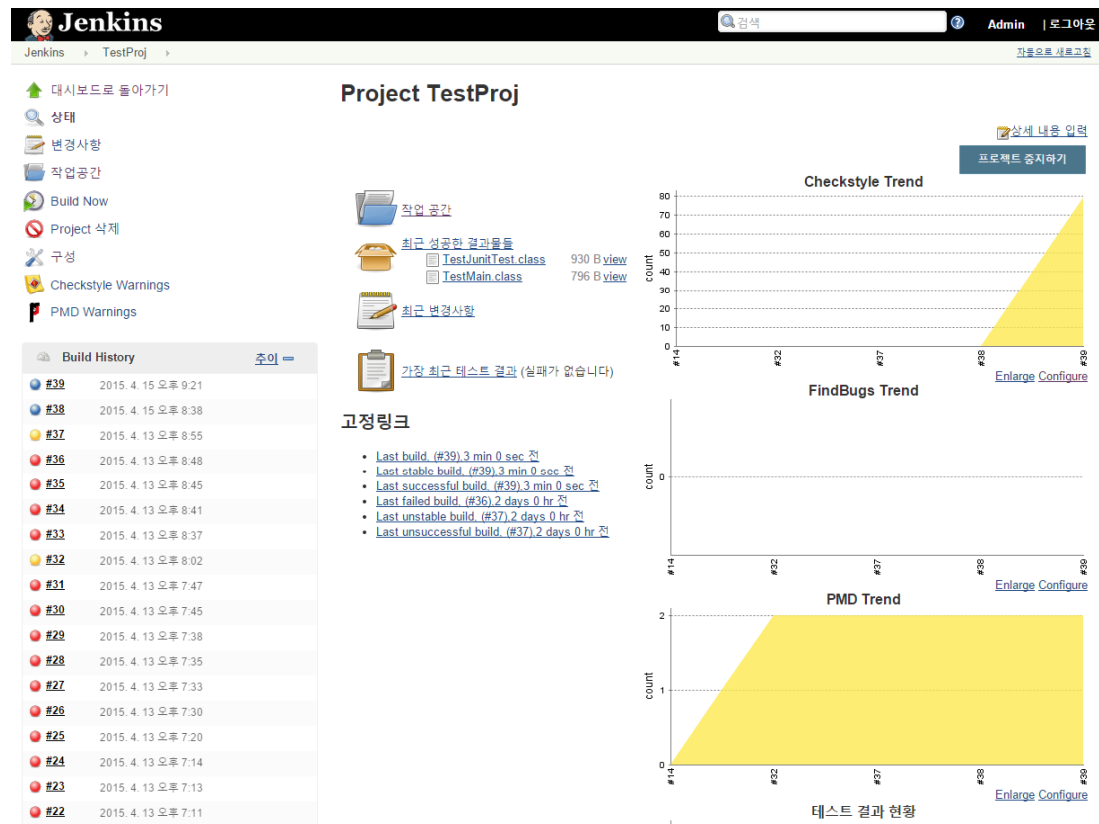 Jenkins
검색
Admin | 로그아웃
Jenkins TestProj
자동으로 새로고침
대시보드로 돌아가기
상태
변경사항
작업공간
Build Now
Project 삭제
구성
Checkstyle Warnings
PMD Warnings
Build History 추이
#39 2015. 4. 15 오후 9:21
#38 2015. 4. 15 오후 8:38
#37 2015. 4. 13 오후 8:55
#36 2015. 4. 13 오후 8:48
#35 2015. 4. 13 오후 8:45
#34 2015. 4. 13 오후 8:41
#33 2015. 4. 13 오후 8:37
#32 2015. 4. 13 오후 8:02
#31 2015. 4. 13 오후 7:47
#30 2015. 4. 13 오후 7:45
#29 2015. 4. 13 오후 7:38
#28 2015. 4. 13 오후 7:35
#27 2015. 4. 13 오후 7:33
#26 2015. 4. 13 오후 7:30
#25 2015. 4. 13 오후 7:20
#24 2015. 4. 13 오후 7:14
#23 2015. 4. 13 오후 7:13
#22 2015. 4. 13 오후 7:11
Project TestProj
상세 내용 입력
프로젝트 중지하기
작업 공간
최근 성공한 결과물들
TestJunitTest.class 930 B view
TestMain.class 796 B view
최근 변경사항
가장 최근 테스트 결과 (실패가 없습니다)
고정링크
Last build, (#39),3 min 0 sec 전
Last stable build, (#39),3 min 0 sec 전
Last successful build, (#39),3 min 0 sec 전
Last failed build, (#36),2 days 0 hr 전
Last unstable build, (#37),2 days 0 hr 전
Last unsuccessful build, (#37),2 days 0 hr 전
Checkstyle Trend
80
70
60
50
40
30
20
10
0
count
#14 #32 #37 #38 #39
Enlarge Configure
FindBugs Trend
0
count
#14 #32 #37 #38 #39
Enlarge Configure
PMD Trend
2
1
0
count
#14 #32 #37 #38 #39
Enlarge Configure
테스트 결과 현황